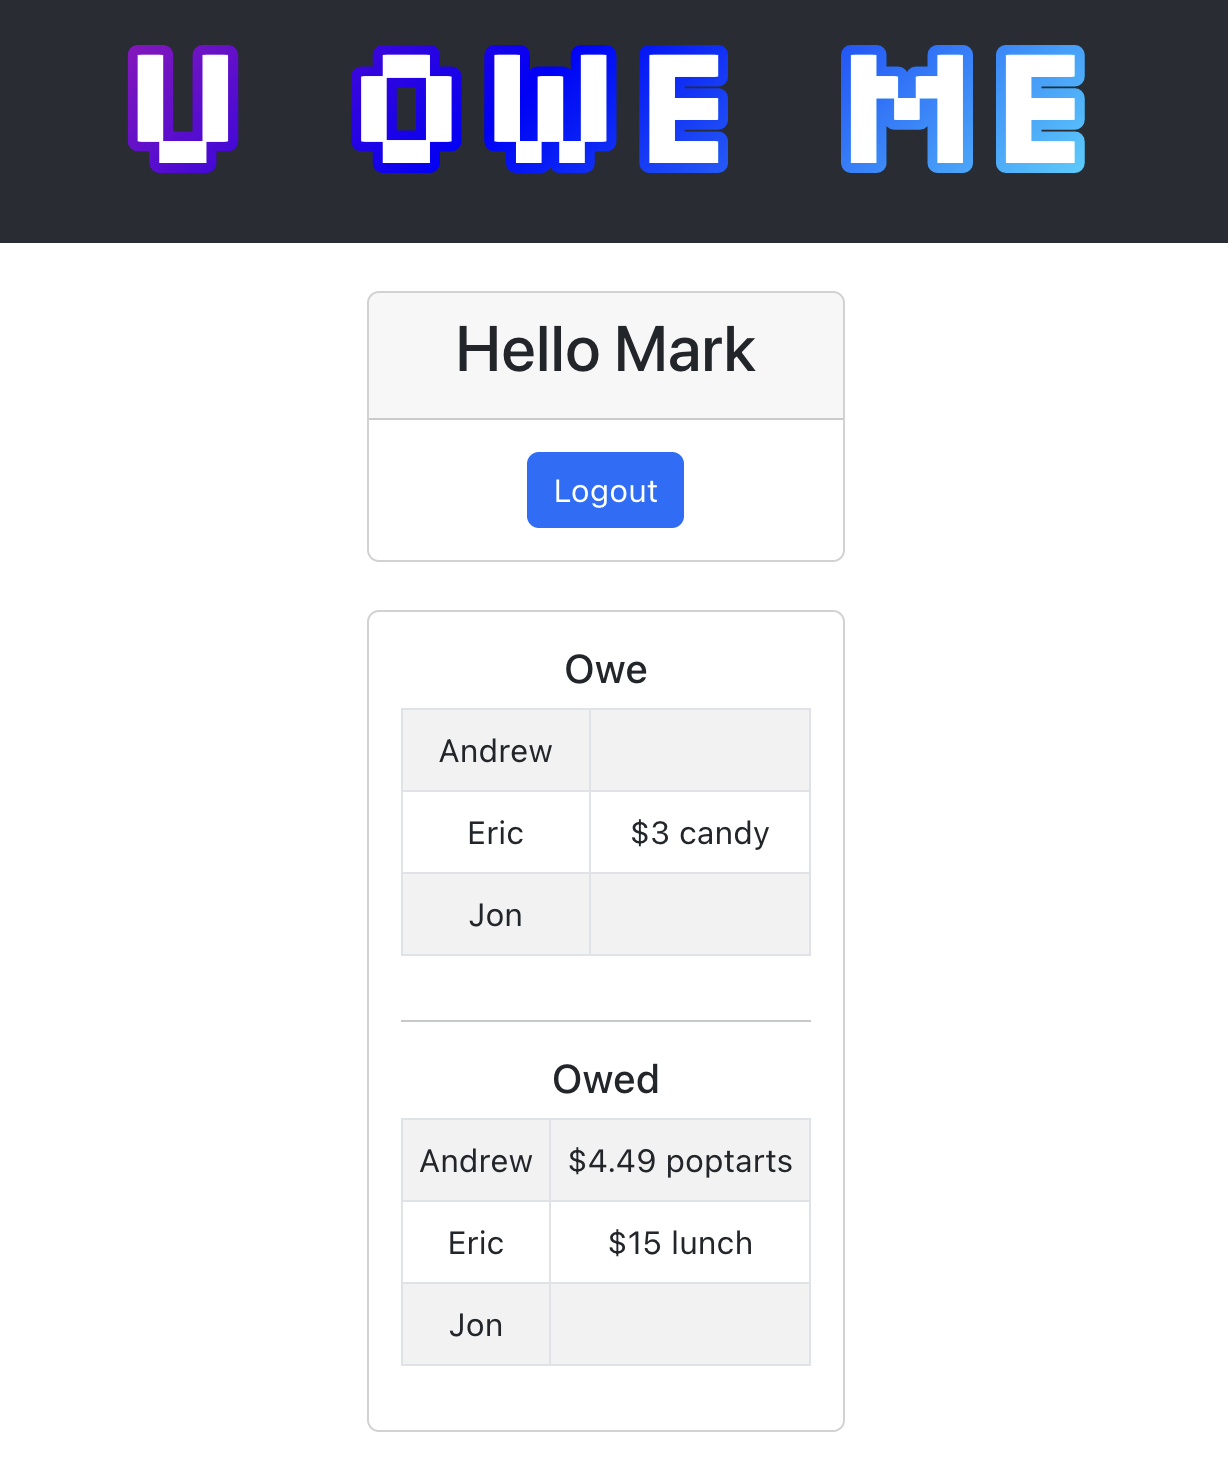 U OWE ME
Hello Mark
Logout
Owe
Andrew
Eric $3 candy
Jon
Owed
Andrew $4.49 poptarts
Eric $15 lunch
Jon